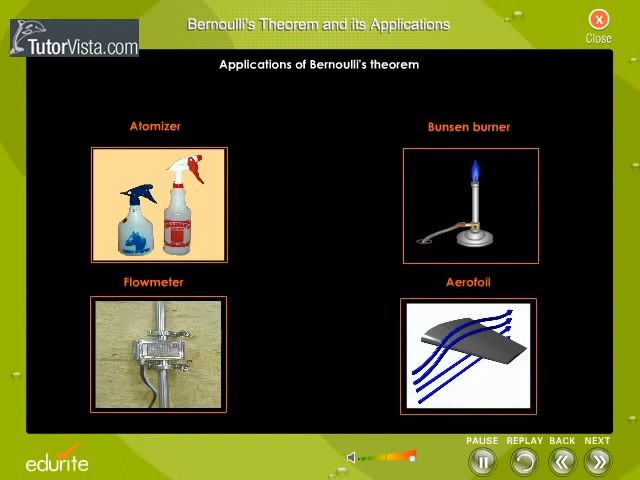 Bernoulli's Theorem and its Applications
Close
TutorVista.com
Applications of Bernoulli's theorem
Atomizer
Bunsen burner
Flowmeter
Aerofoil
PAUSE REPLAY BACK NEXT
edurite